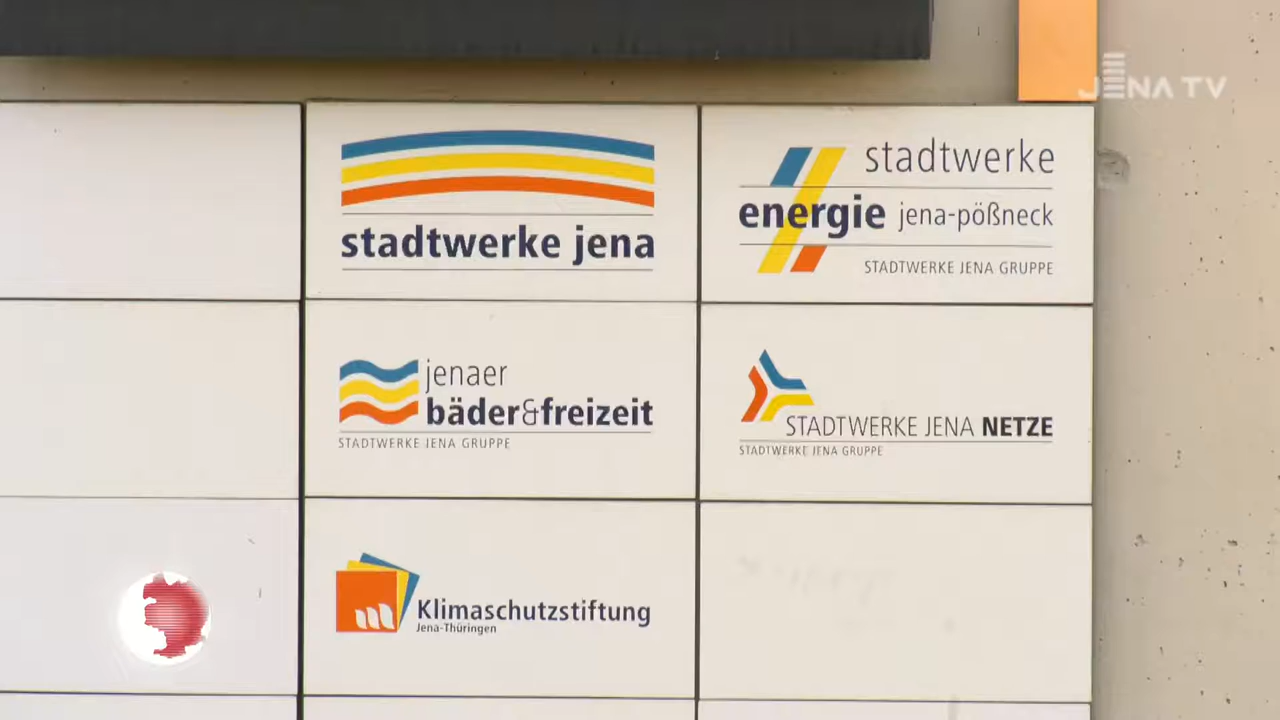 JENA TV
stadtwerke jena
stadtwerke
energie jena-pößneck
STADTWERKE JENA GRUPPE
jenaer
bäder&freizeit
STADTWERKE JENA GRUPPE
STADTWERKE JENA NETZE
STADTWERKE JENA GRUPPE
Klimaschutzstiftung
Jena-Thüringen